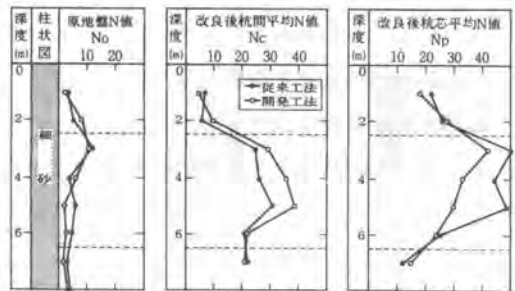 深度
(m)
柱状図
原地盤N値
No
10 20
0
2
4
6
細砂
深度
(m)
改良後杭間平均N値
Nc
10 20 30 40
0
2
4
6
従来工法
開発工法
深度
(m)
改良後杭芯平均N値
Np
10 20 30 40
0
2
4
6